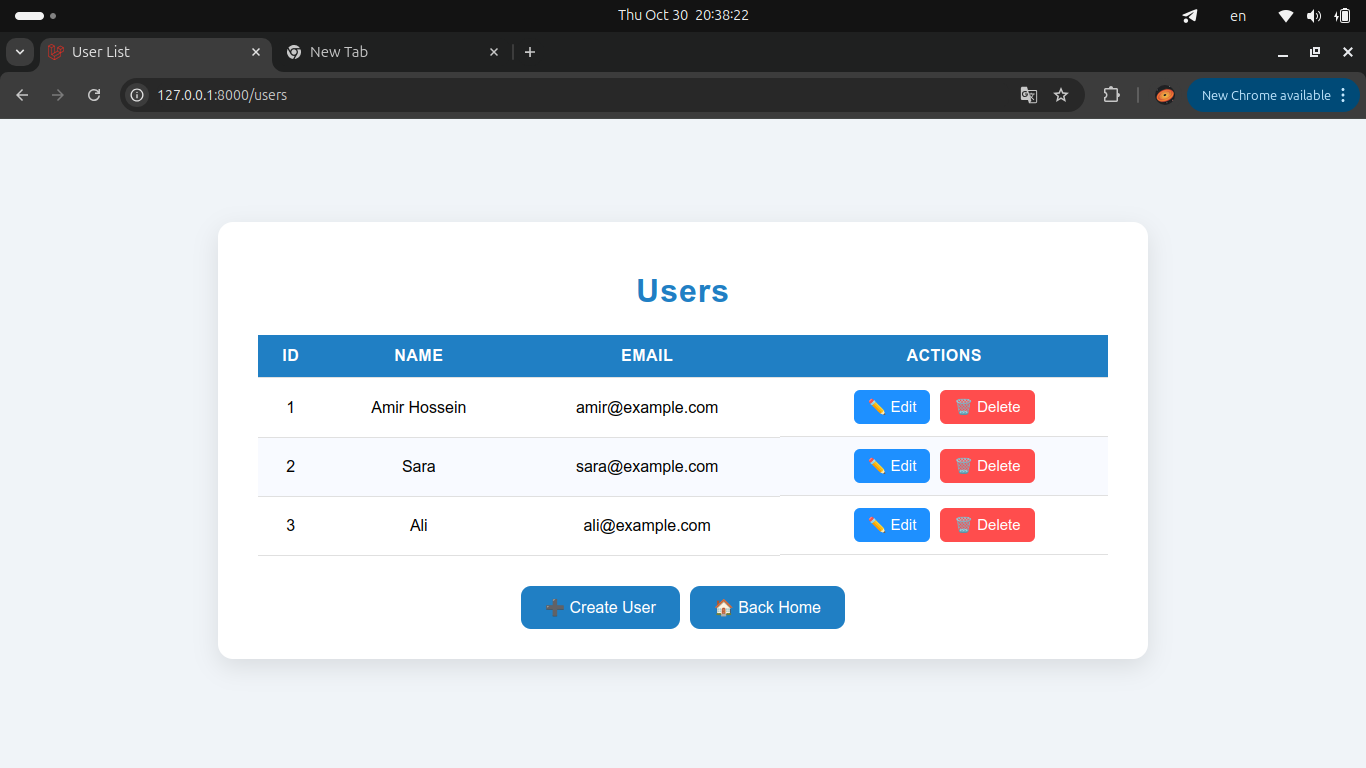 Thu Oct 30 20:38:22
en
User List
New Tab
127.0.0.1:8000/users
New Chrome available
Users
ID NAME EMAIL ACTIONS
1 Amir Hossein amir@example.com ✏️ Edit 🗑️ Delete
2 Sara sara@example.com ✏️ Edit 🗑️ Delete
3 Ali ali@example.com ✏️ Edit 🗑️ Delete
➕ Create User 🏠 Back Home